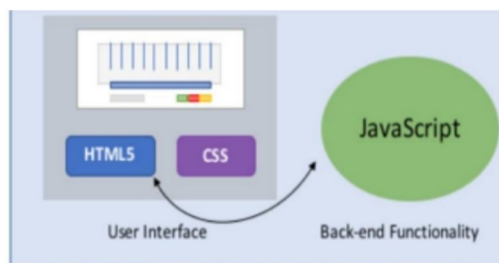 JavaScript
HTML5
CSS
User Interface
Back-end Functionality